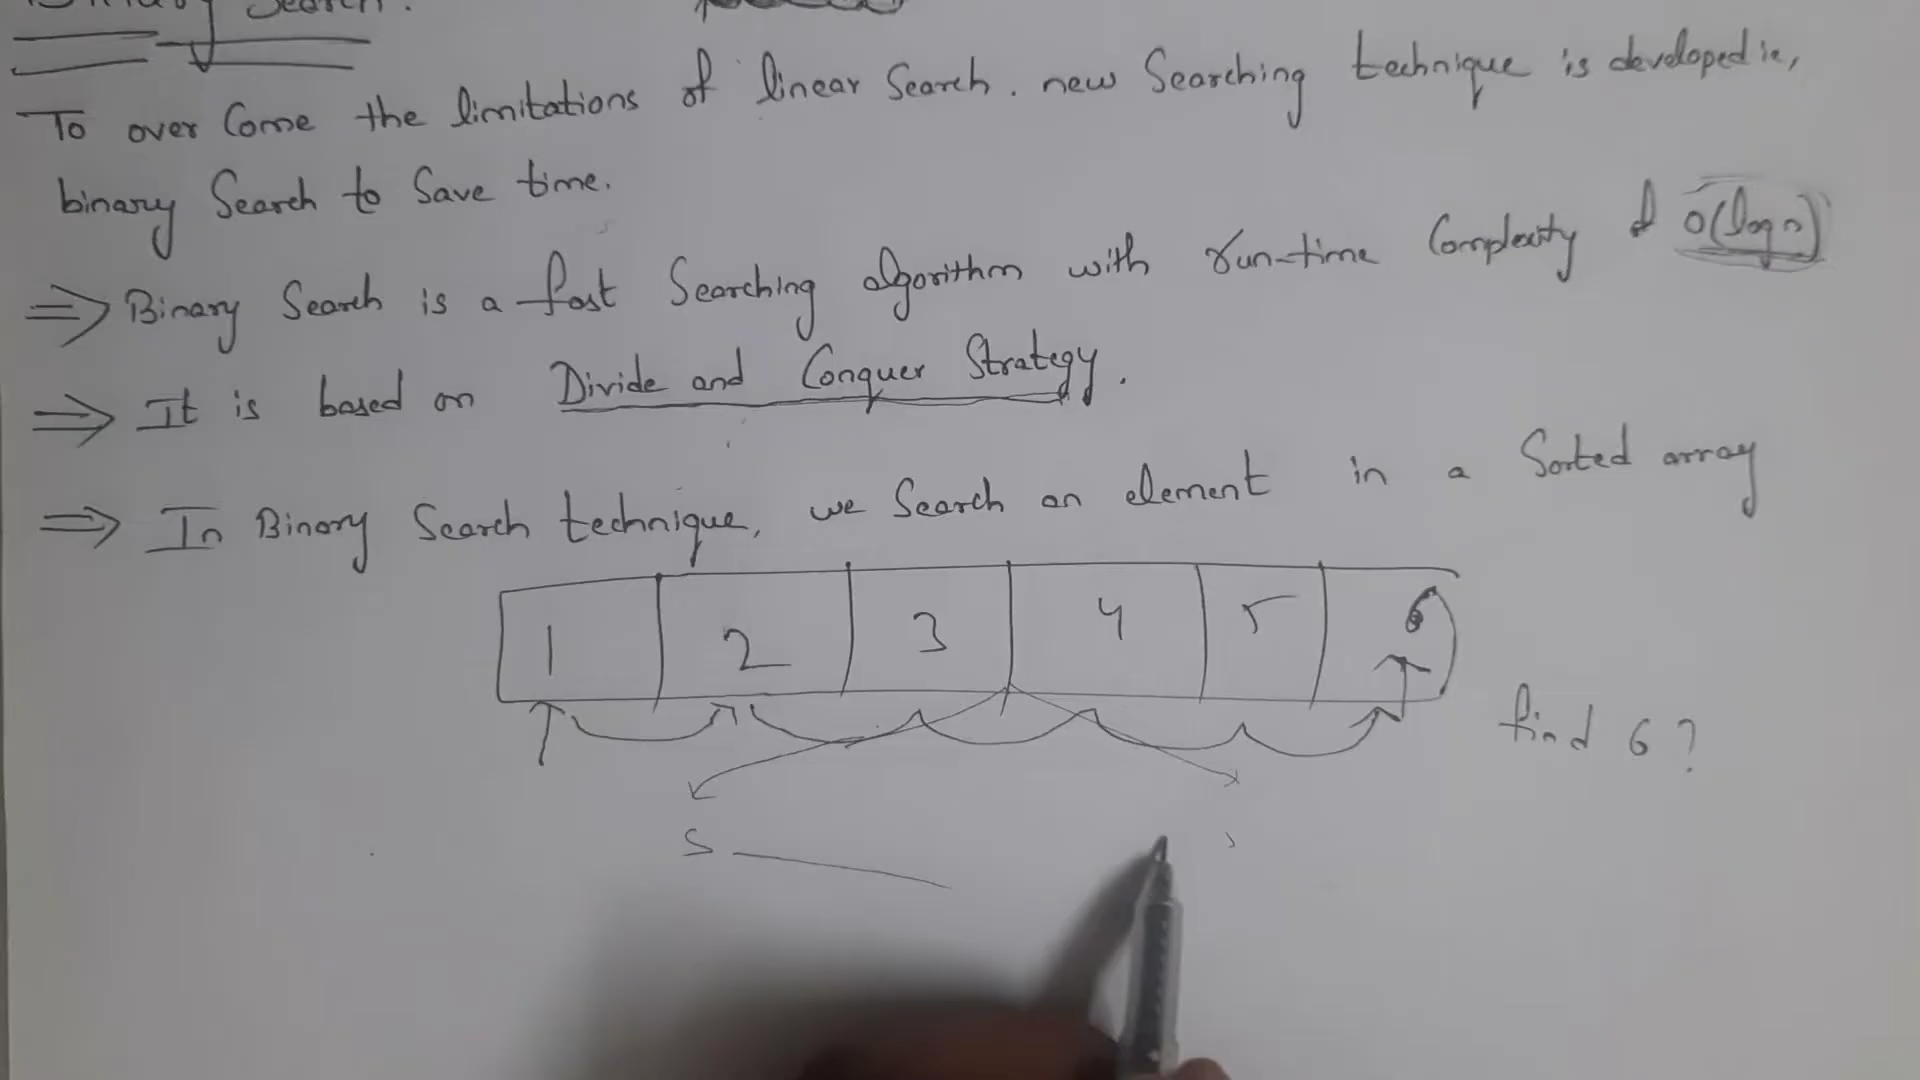 Binary Search.
To over Come the limitations of linear Search. new Searching technique is developed ie,
binary Search to Save time.
⇒ Binary Search is a fast Searching algorithm with run-time Complexity of O(log n)
⇒ It is based on Divide and Conquer Strategy.
⇒ In Binary Search technique, we Search an element in a Sorted array
1 2 3 4 5 6
find 6?
S